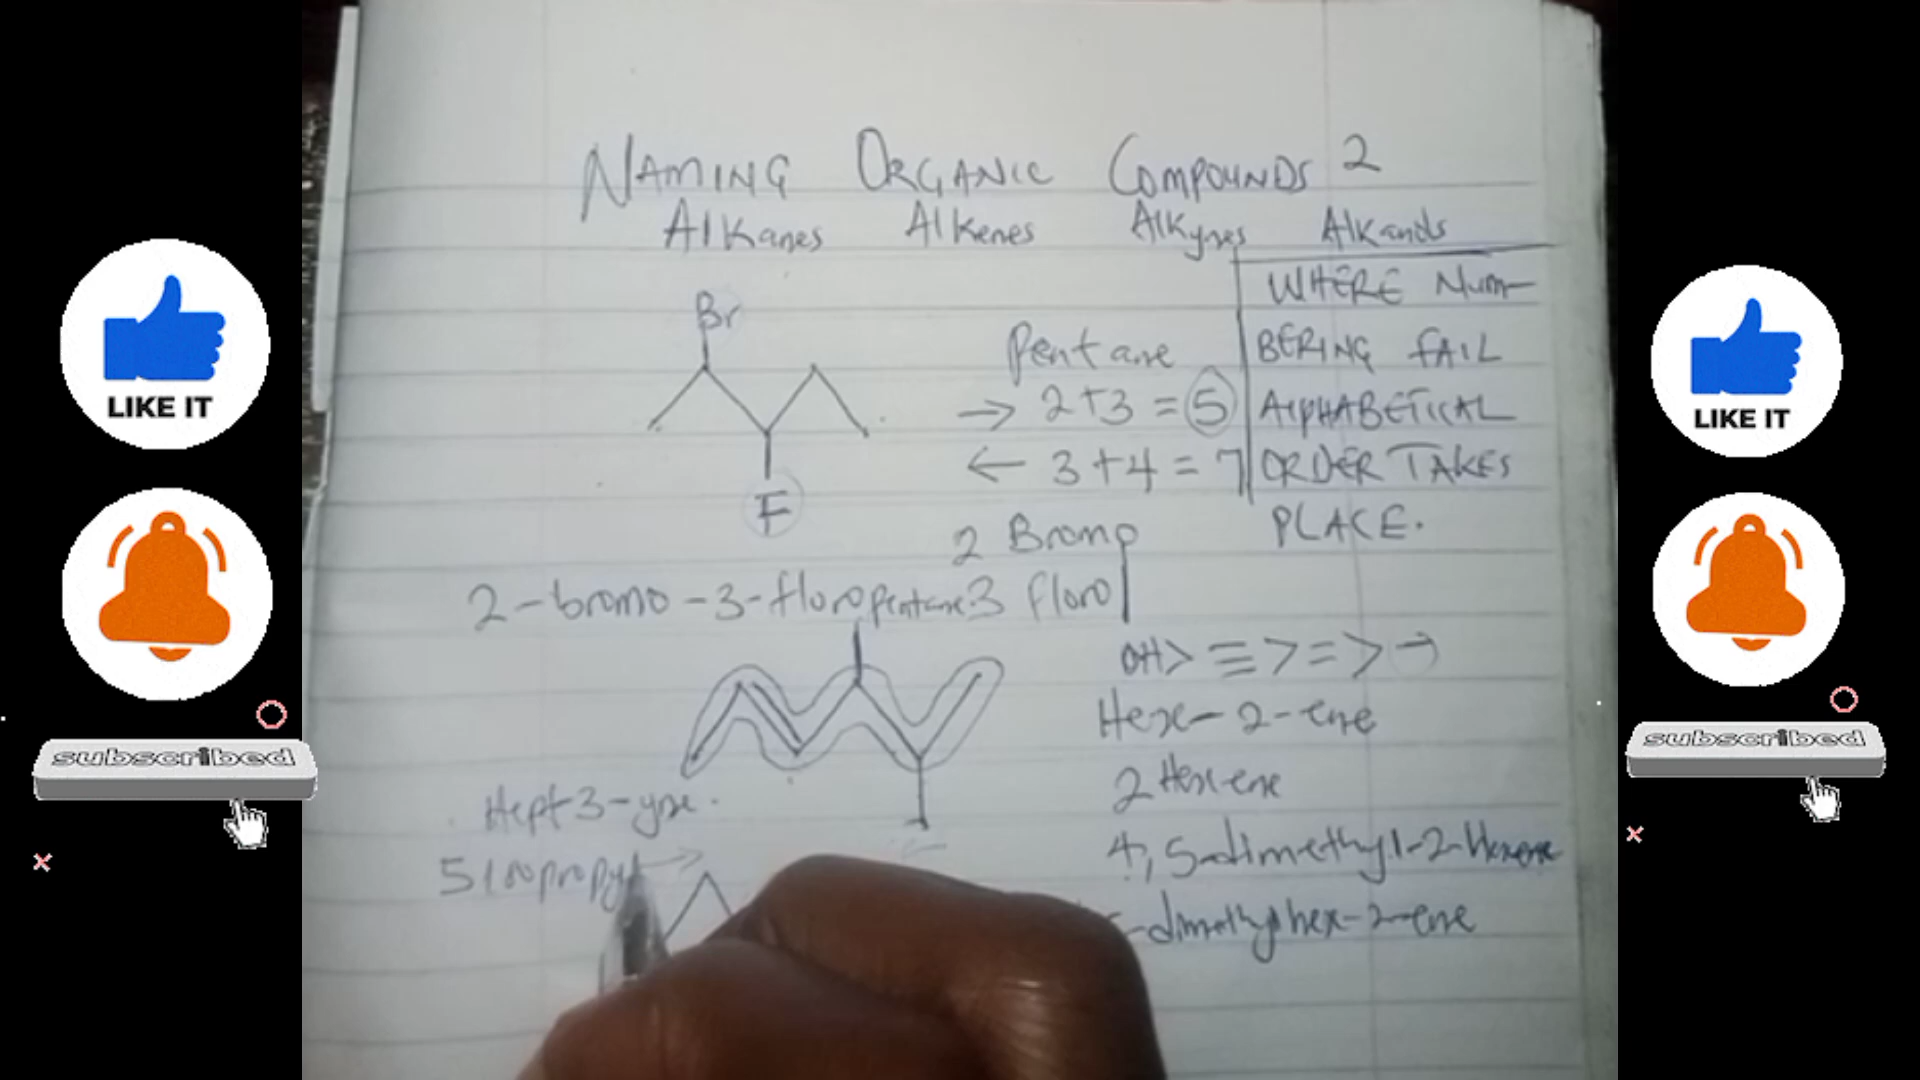 NAMING ORGANIC COMPOUNDS 2
Alkanes Alkenes Alkynes Alkanols
WHERE NUM-
BERING FAIL
ALPHABETICAL
ORDER TAKES
PLACE.
Br
F
Pentane
→ 2+3 = 5
← 3+4 = 7
2 Bromo
3 floro
2-bromo-3-floropentane
OH> ≡ > = > -
Hex-2-ene
2 Hexene
4,5-dimethyl-2-Hexene
-dimethylhex-2-ene
Hept-3-yne
5 isopropyl
LIKE IT
subscribed
LIKE IT
subscribed